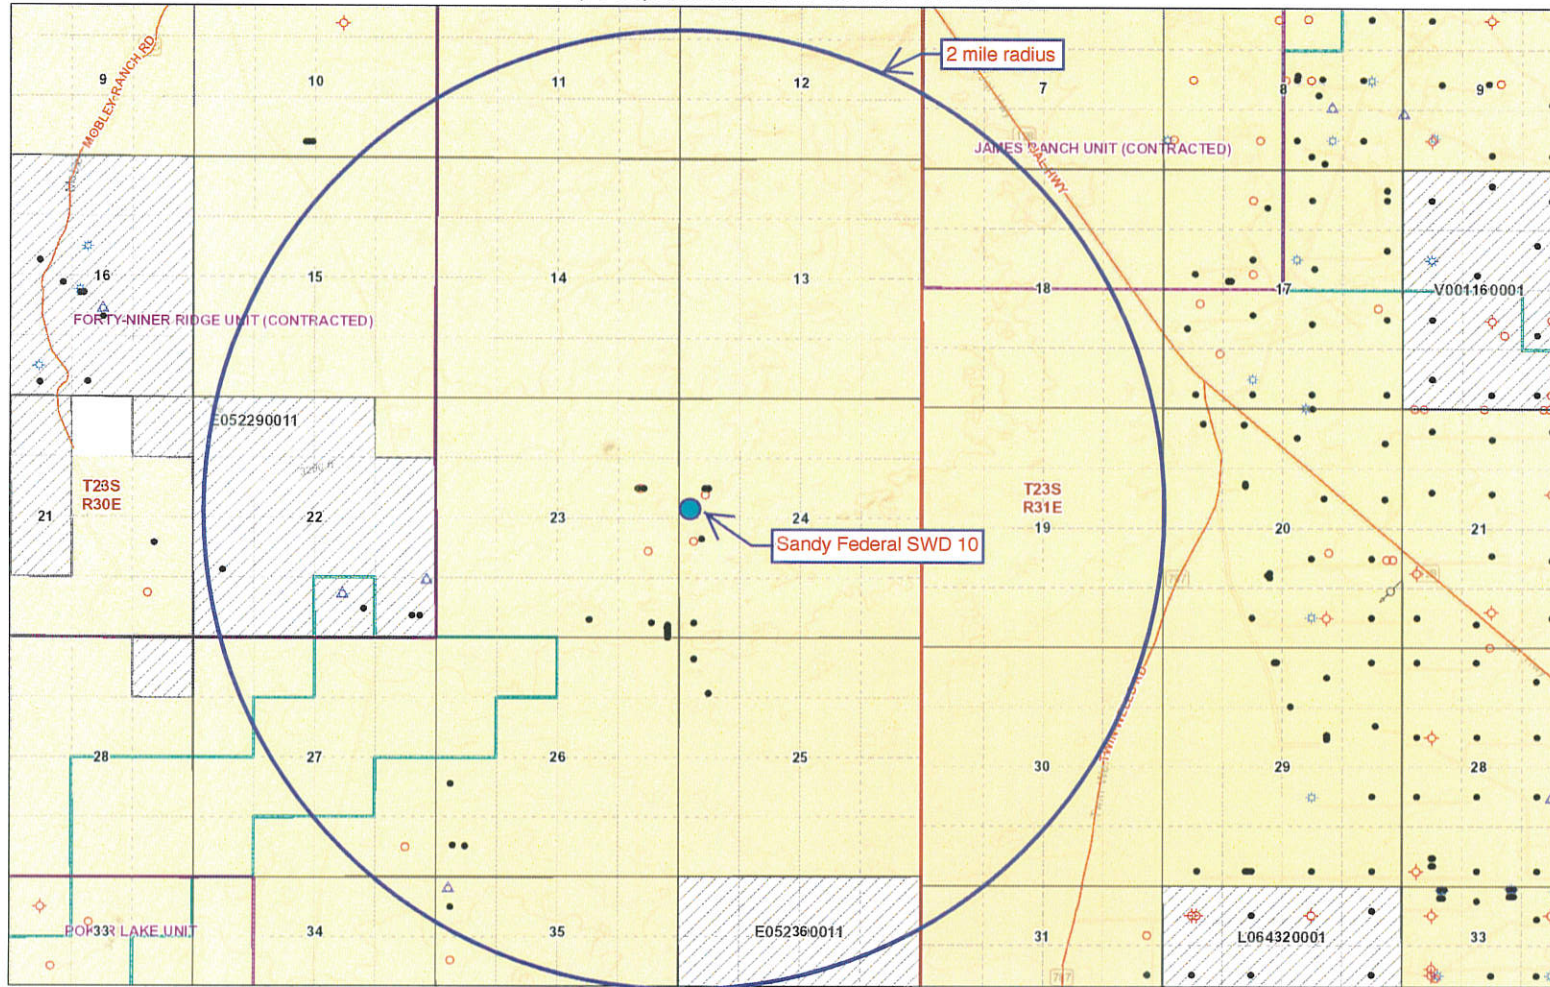 2 mile radius
9
10
11
12
7
8
9
MOBLEY RANCH RD
JAMES RANCH UNIT (CONTRACTED)
AL HWY
16
15
14
13
18
17
V001160001
FORTY-NINER RIDGE UNIT (CONTRACTED)
E052290011
T23S
R30E
21
22
23
24
T23S
R31E
19
20
21
Sandy Federal SWD 10
28
27
26
25
30
29
28
TWIN WELLS RD
33
POKER LAKE UNIT
34
35
E052360011
31
L064320001
33